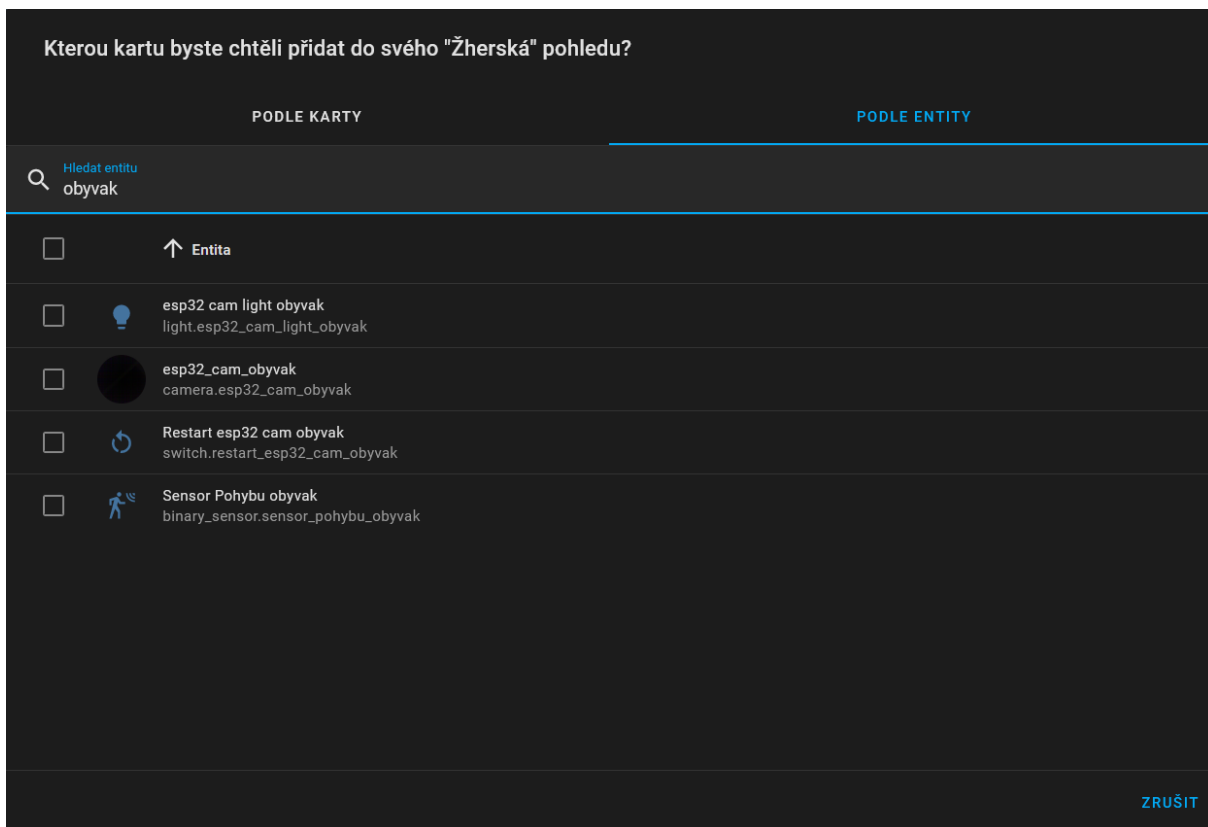 Kterou kartu byste chtěli přidat do svého "Žherská" pohledu?
PODLE KARTY
PODLE ENTITY
Hledat entitu
obyvak
Entita
esp32 cam light obyvak
light.esp32_cam_light_obyvak
esp32_cam_obyvak
camera.esp32_cam_obyvak
Restart esp32 cam obyvak
switch.restart_esp32_cam_obyvak
Sensor Pohybu obyvak
binary_sensor.sensor_pohybu_obyvak
ZRUŠIT